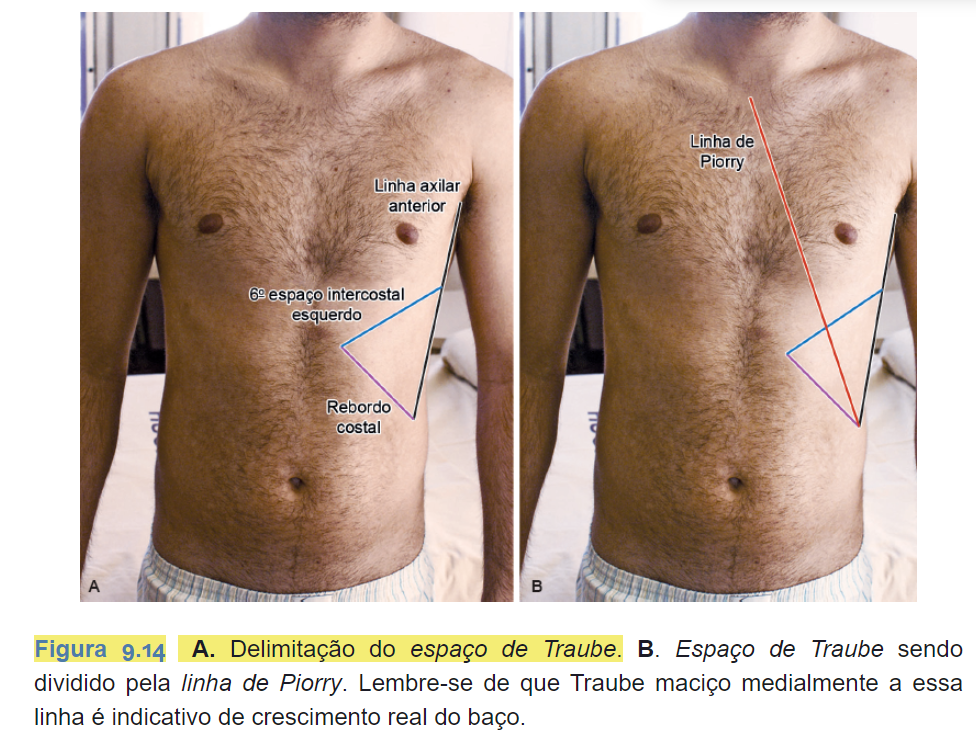 Linha axilar
anterior
6º espaço intercostal
esquerdo
Rebordo
costal
A
Linha de
Piorry
B
Figura 9.14 A. Delimitação do espaço de Traube. B. Espaço de Traube sendo
dividido pela linha de Piorry. Lembre-se de que Traube maciço medialmente a essa
linha é indicativo de crescimento real do baço.